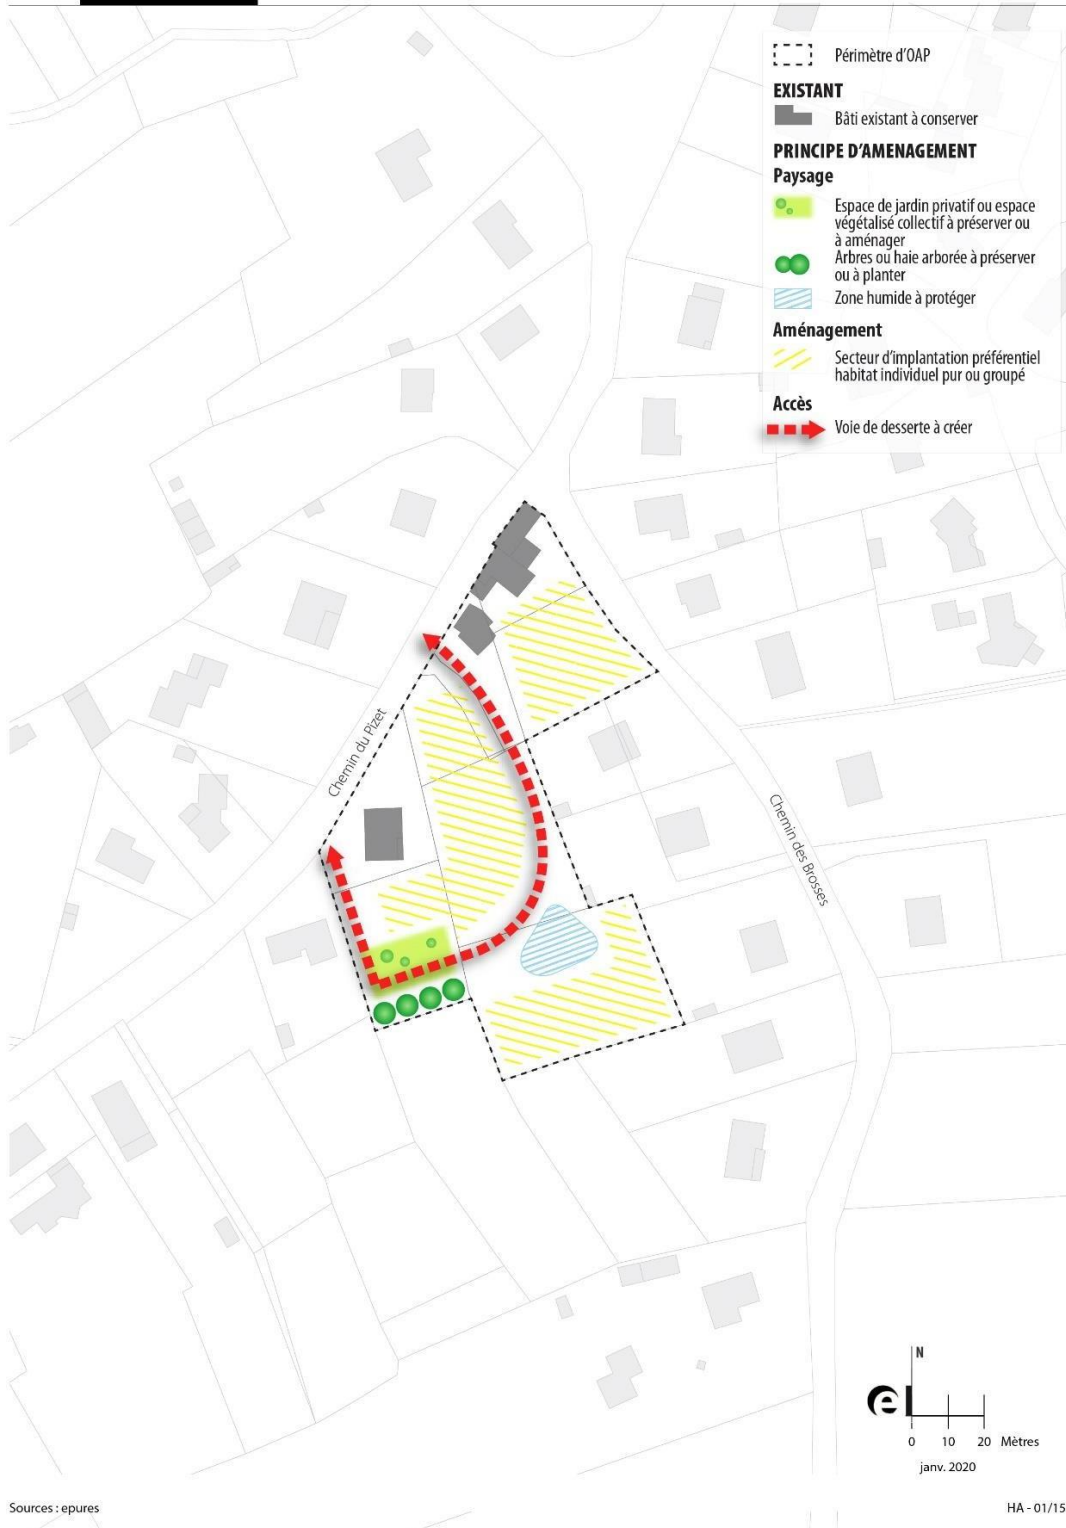 Périmètre d'OAP
EXISTANT
Bâti existant à conserver
PRINCIPE D'AMENAGEMENT
Paysage
Espace de jardin privatif ou espace
végétalisé collectif à préserver ou
à aménager
Arbres ou haie arborée à préserver
ou à planter
Zone humide à protéger
Aménagement
Secteur d'implantation préférentiel
habitat individuel pur ou groupé
Accès
Voie de desserte à créer
Chemin du Pizet
Chemin des Brosses
N
e
0 10 20 Mètres
janv. 2020
Sources : epures
HA - 01/15